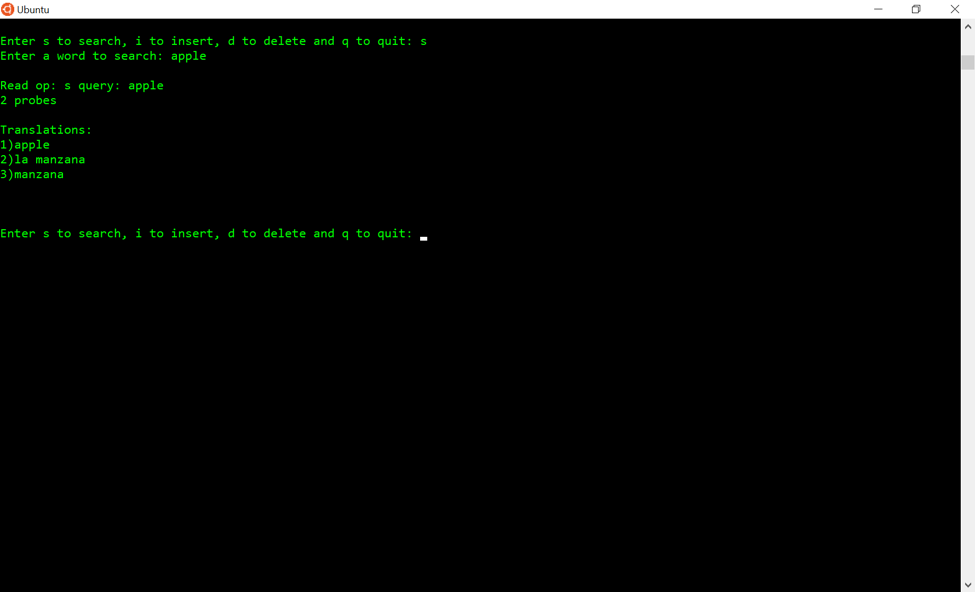 Ubuntu
Enter s to search, i to insert, d to delete and q to quit: s
Enter a word to search: apple
Read op: s query: apple
2 probes
Translations:
1)apple
2)la manzana
3)manzana
Enter s to search, i to insert, d to delete and q to quit: